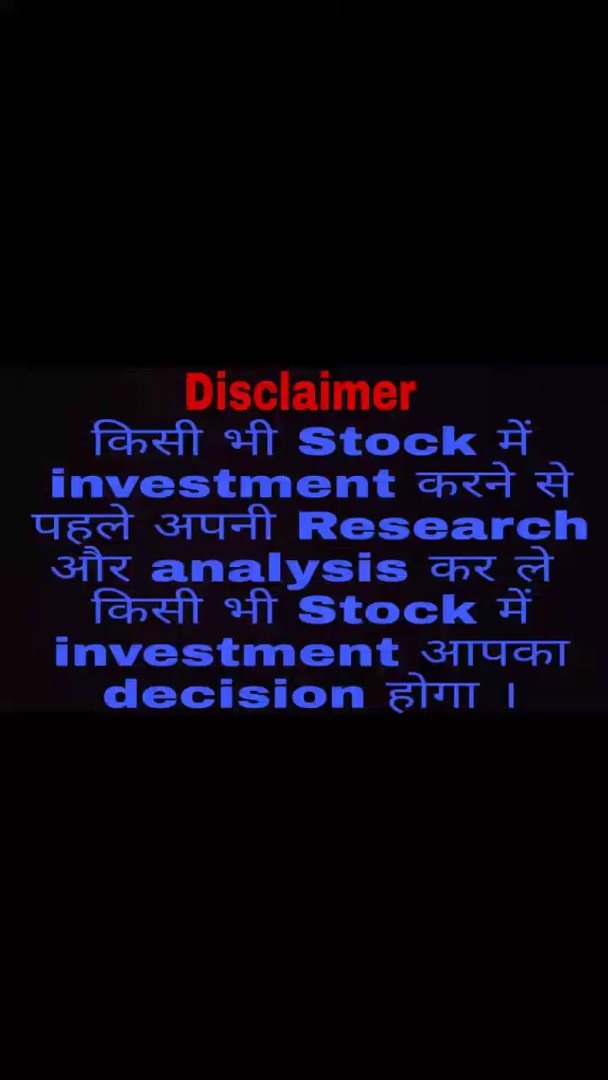 Disclaimer
किसी भी Stock में
investment करने से
पहले अपनी Research
और analysis कर ले
किसी भी Stock में
investment आपका
decision होगा ।